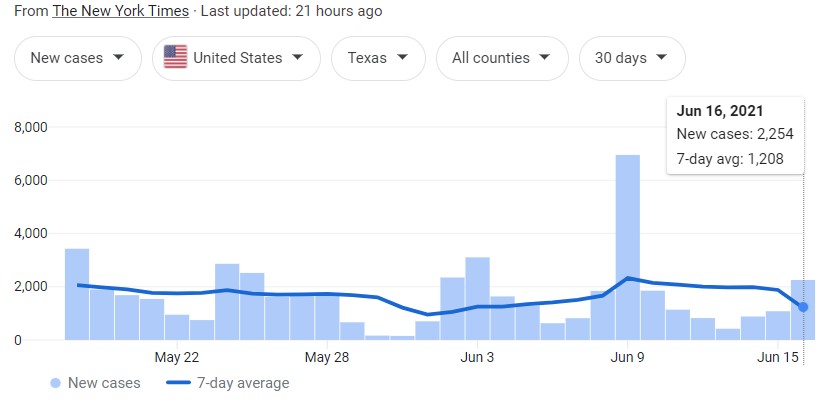 From The New York Times · Last updated: 21 hours ago
New cases
United States
Texas
All counties
30 days
Jun 16, 2021
New cases: 2,254
7-day avg: 1,208
8,000
6,000
4,000
2,000
0
May 22
May 28
Jun 3
Jun 9
Jun 15
New cases
7-day average